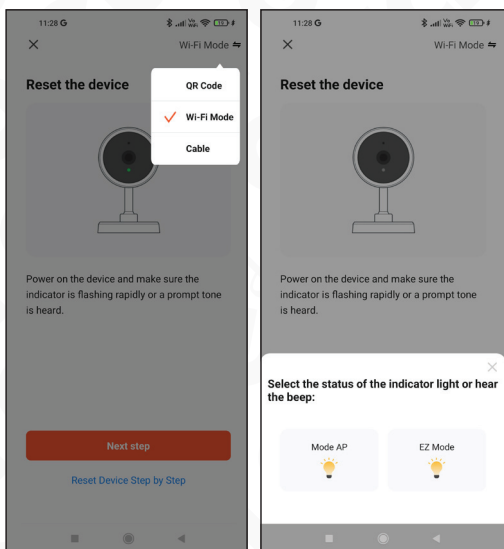 11:28 G
Wi-Fi Mode
Reset the device
QR Code
Wi-Fi Mode
Cable
Power on the device and make sure the
indicator is flashing rapidly or a prompt tone
is heard.
Next step
Reset Device Step by Step
11:28 G
Wi-Fi Mode
Reset the device
Power on the device and make sure the
indicator is flashing rapidly or a prompt tone
is heard.
Select the status of the indicator light or hear
the beep:
Mode AP
EZ Mode